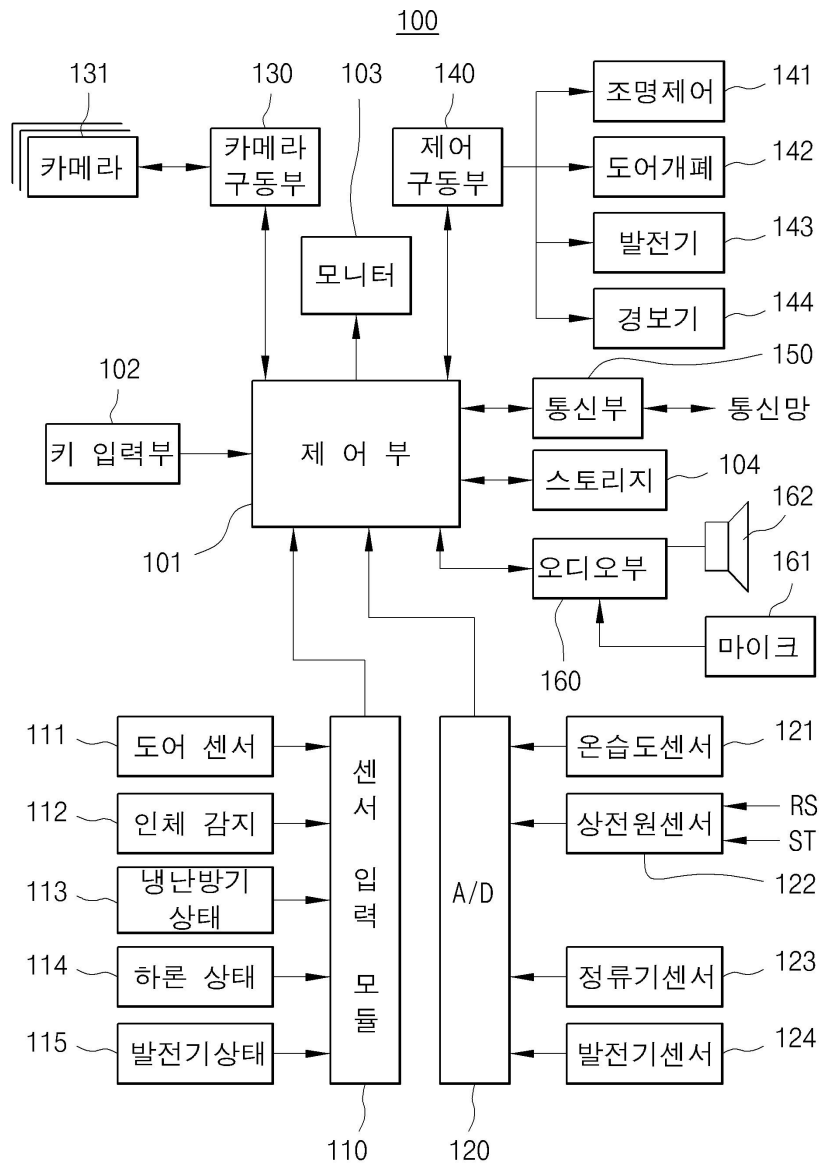 100
131
130
103
140
카메라
카메라
구동부
제어
구동부
모니터
조명제어
141
도어개폐
142
발전기
143
경보기
144
150
102
키 입력부
제 어 부
101
통신부
통신망
스토리지
104
162
오디오부
160
161
마이크
111
도어 센서
112
인체 감지
113
냉난방기
상태
114
하론 상태
115
발전기상태
센
서
입
력
모
듈
110
A/D
120
온습도센서
121
상전원센서
RS
ST
122
정류기센서
123
발전기센서
124